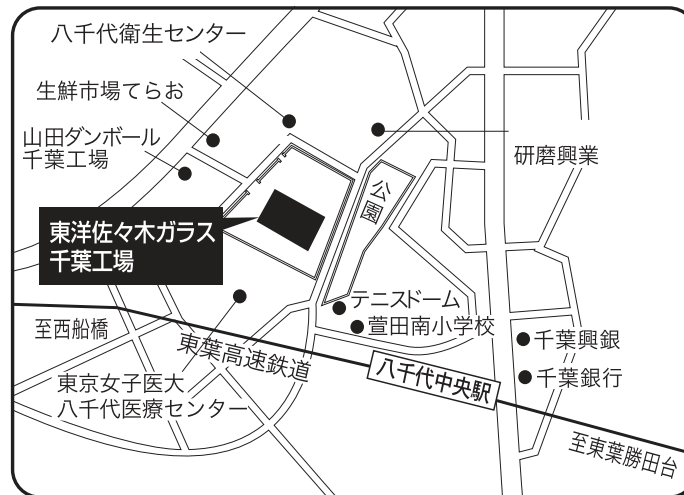 八千代衛生センター
生鮮市場てらお
山田ダンボール
千葉工場
研磨興業
公園
東洋佐々木ガラス
千葉工場
テニスドーム
萱田南小学校
至西船橋
東葉高速鉄道
千葉興銀
東京女子医大
八千代医療センター
八千代中央駅
千葉銀行
至東葉勝田台